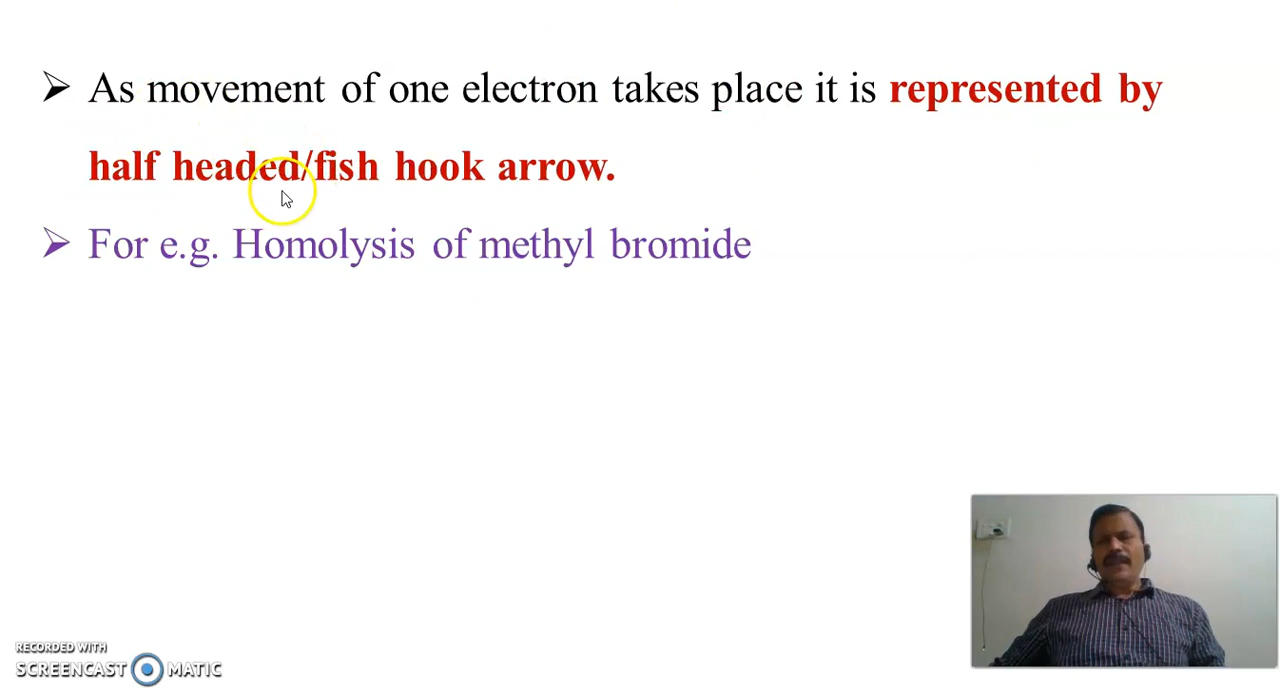 ➢ As movement of one electron takes place it is represented by
half headed/fish hook arrow.
➢ For e.g. Homolysis of methyl bromide
RECORDED WITH
SCREENCAST MATIC